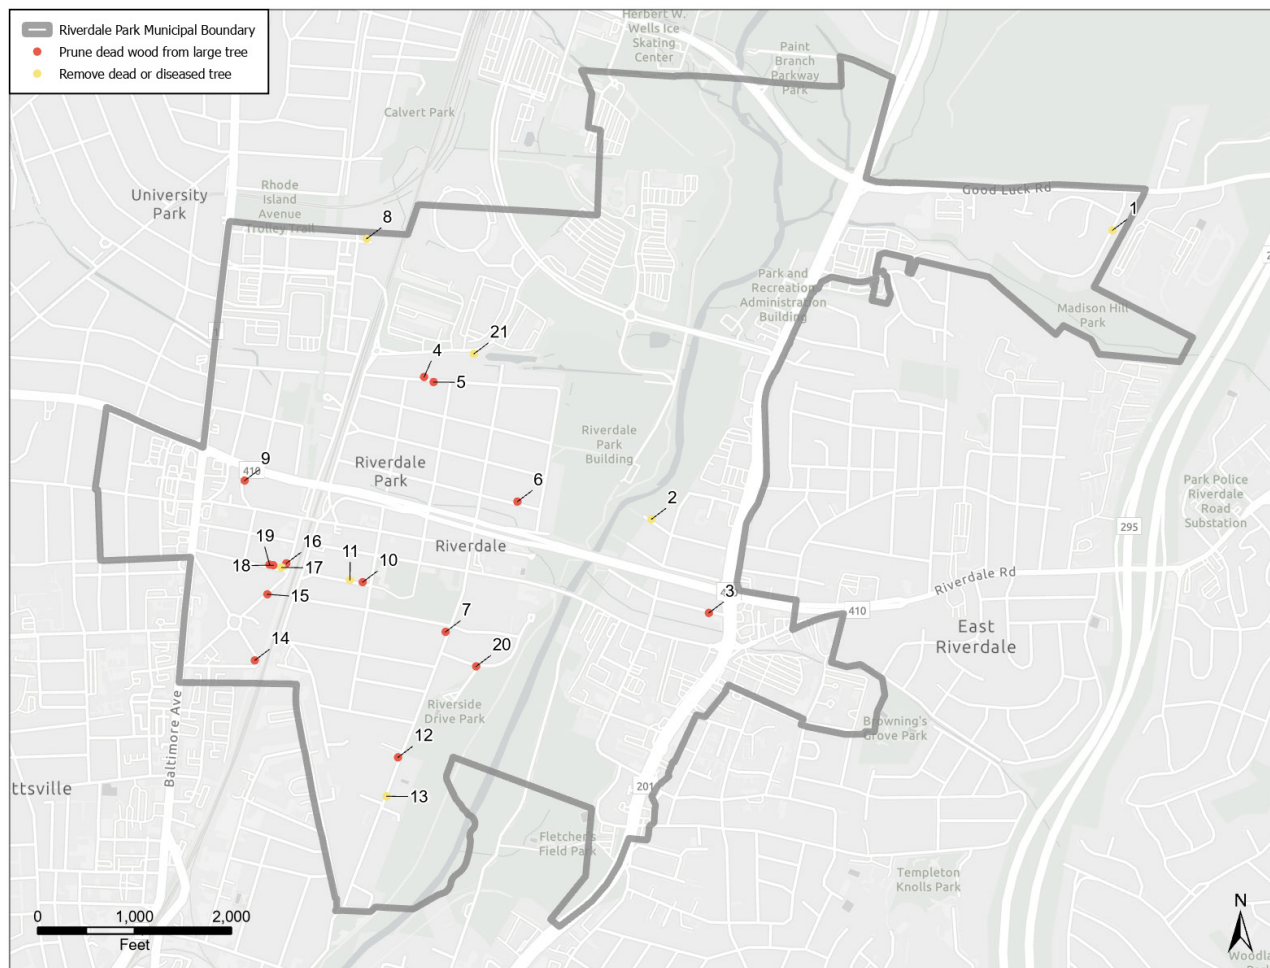 Riverdale Park Municipal Boundary
Prune dead wood from large tree
Remove dead or diseased tree
Herbert W.
Wells Ice
Skating
Center
Paint
Branch
Parkway
Park
Calvert Park
University
Park
Rhode
Island
Avenue
Trolley Trail
8
Good Luck Rd
1
Park and
Recreation
Administration
Building
Madison Hill
Park
1
21
4
5
Riverdale
Park
Building
9
410
Riverdale
Park
6
2
Park Police
Riverdale
Road
Substation
295
19
16
11
10
18
17
Riverdale
15
3
410
Riverdale Rd
East
Riverdale
7
14
20
Riverside
Drive Park
Baltimore Ave
Browning's
Grove Park
12
13
ttsville
201
Fletcher's
Field Park
Templeton
Knolls Park
0 1,000 2,000
Feet
N